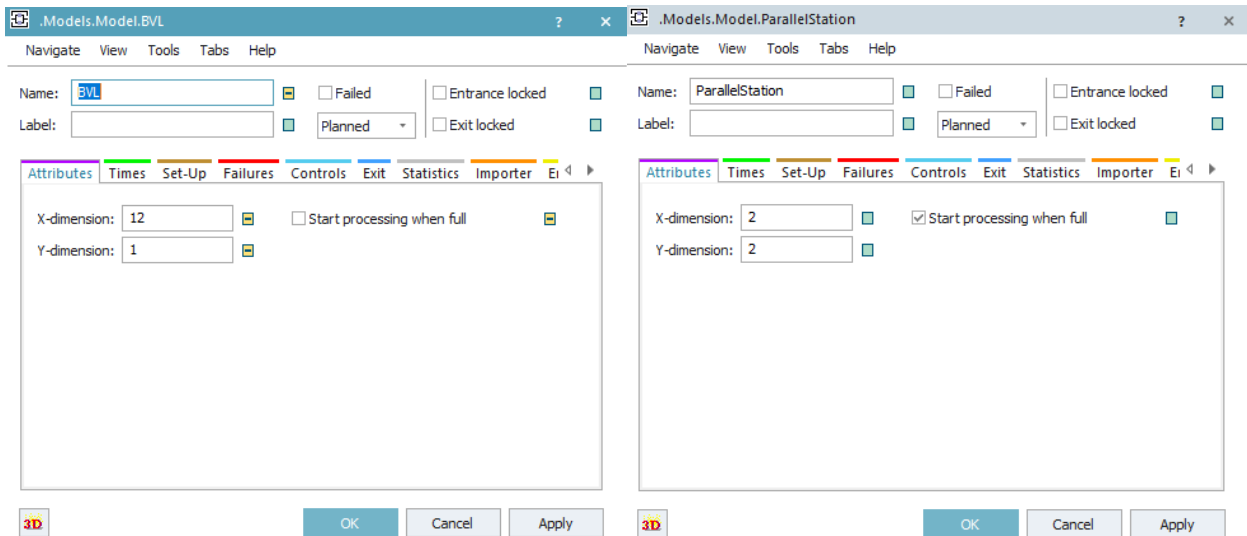 .Models.Model.BVL ? ×
Navigate View Tools Tabs Help
Name: BVL Failed Entrance locked
Label: Planned Exit locked
Attributes Times Set-Up Failures Controls Exit Statistics Importer
X-dimension: 12 Start processing when full
Y-dimension: 1
3D OK Cancel Apply
.Models.Model.ParallelStation ? ×
Navigate View Tools Tabs Help
Name: ParallelStation Failed Entrance locked
Label: Planned Exit locked
Attributes Times Set-Up Failures Controls Exit Statistics Importer
X-dimension: 2 Start processing when full
Y-dimension: 2
3D OK Cancel Apply